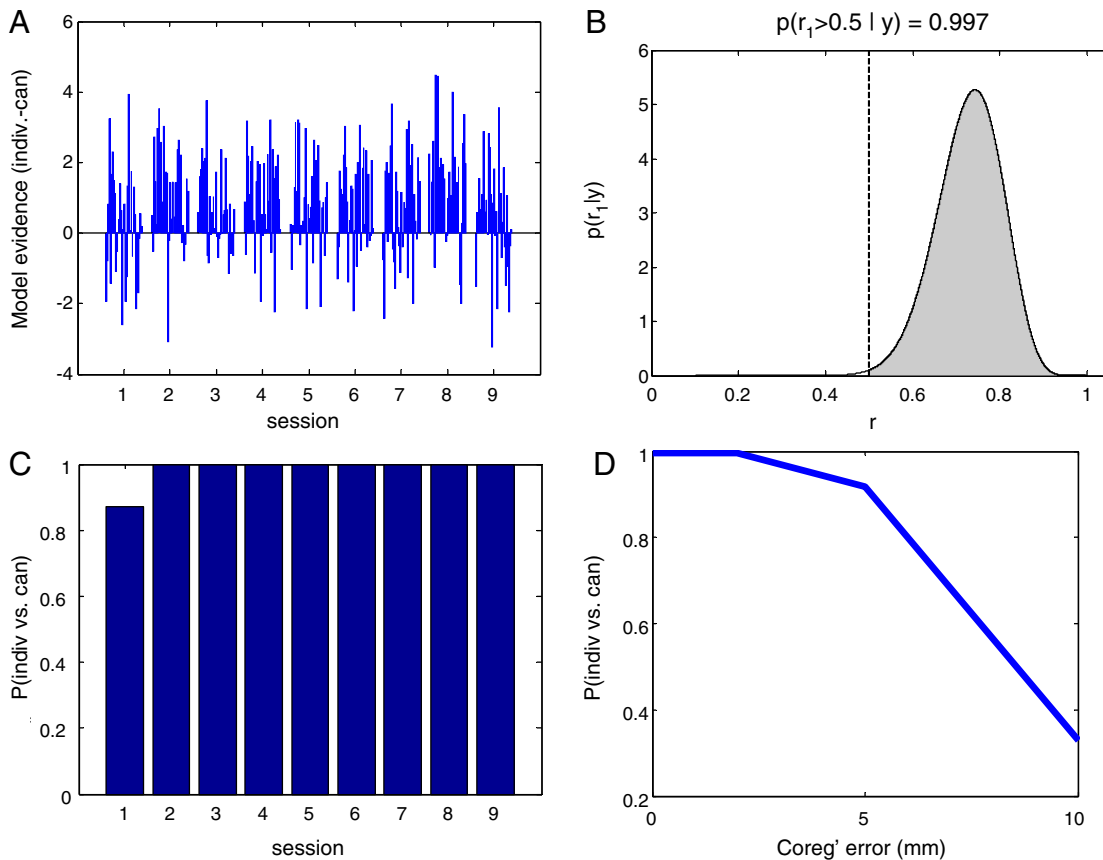 A
Model evidence (indiv.-can)
6
4
2
0
-2
-4
1 2 3 4 5 6 7 8 9
session
B
p(r1>0.5 | y) = 0.997
p(r1|y)
6
5
4
3
2
1
0
0 0.2 0.4 0.6 0.8 1
r
C
P(indiv vs. can)
1
0.8
0.6
0.4
0.2
0
1 2 3 4 5 6 7 8 9
session
D
P(indiv vs. can)
1
0.8
0.6
0.4
0.2
0 5 10
Coreg' error (mm)